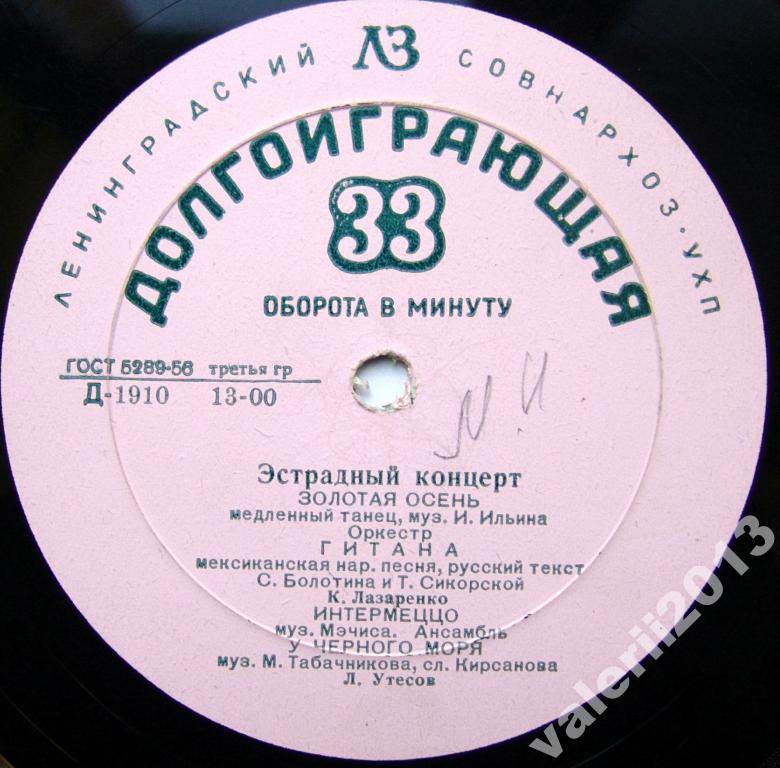 ЛЕНИНГРАДСКИЙ ЛЗ СОВНАРХОЗ · УХП
ДОЛГОИГРАЮЩАЯ
33
ОБОРОТА В МИНУТУ
ГОСТ 5289-56 третья гр
Д-1910 13-00
Эстрадный концерт
ЗОЛОТАЯ ОСЕНЬ
медленный танец, муз. И. Ильина
Оркестр
ГИТАНА
мексиканская нар. песня, русский текст
С. Болотина и Т. Сикорской
К. Лазаренко
ИНТЕРМЕЦЦО
муз. Мэчиса. Ансамбль
У ЧЕРНОГО МОРЯ
муз. М. Табачникова, сл. Кирсанова
Л. Утесов
valerii2013